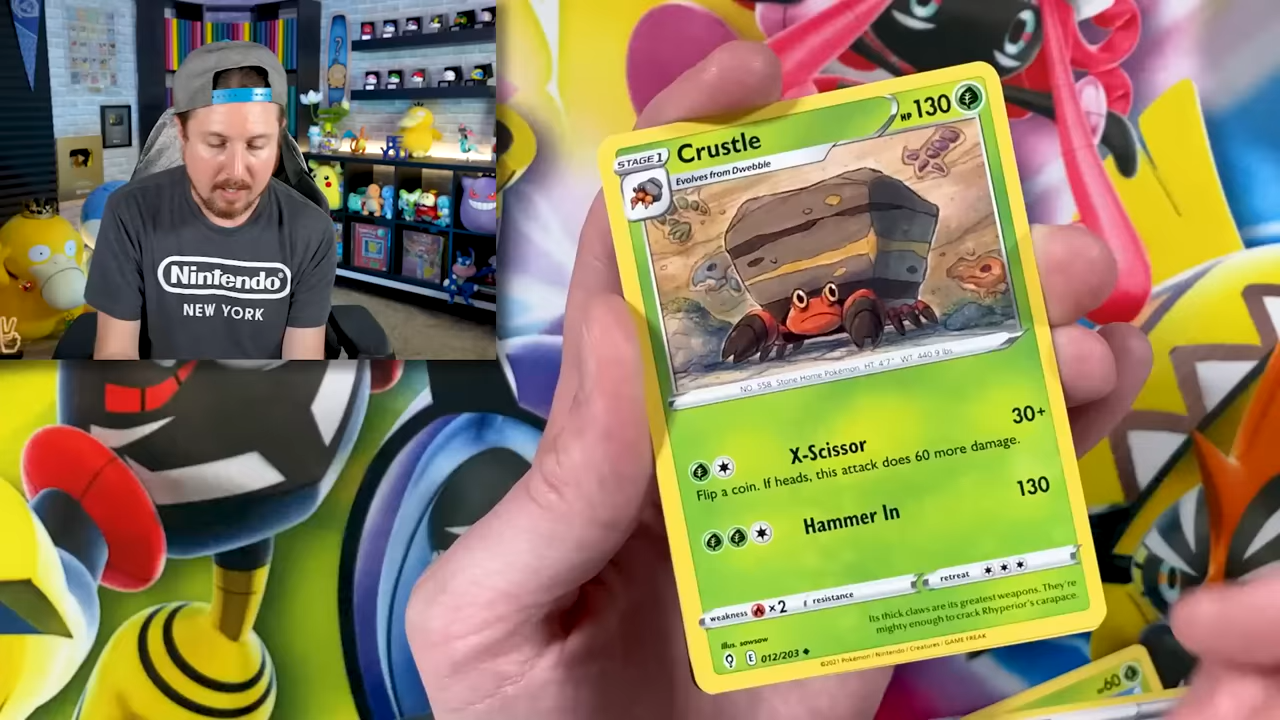 Nintendo®
NEW YORK
STAGE 1
Crustle
HP 130
Evolves from Dwebble
NO. 558 Stone Home Pokémon HT: 4'7" WT: 440.9 lbs
X-Scissor 30+
Flip a coin. If heads, this attack does 60 more damage.
Hammer In 130
weakness ×2 resistance retreat
Its thick claws are its greatest weapons. They're
mighty enough to crack Rhyperior's carapace.
Illus. sowsow
E 012/203
©2021 Pokémon / Nintendo / Creatures / GAME FREAK
HP 60